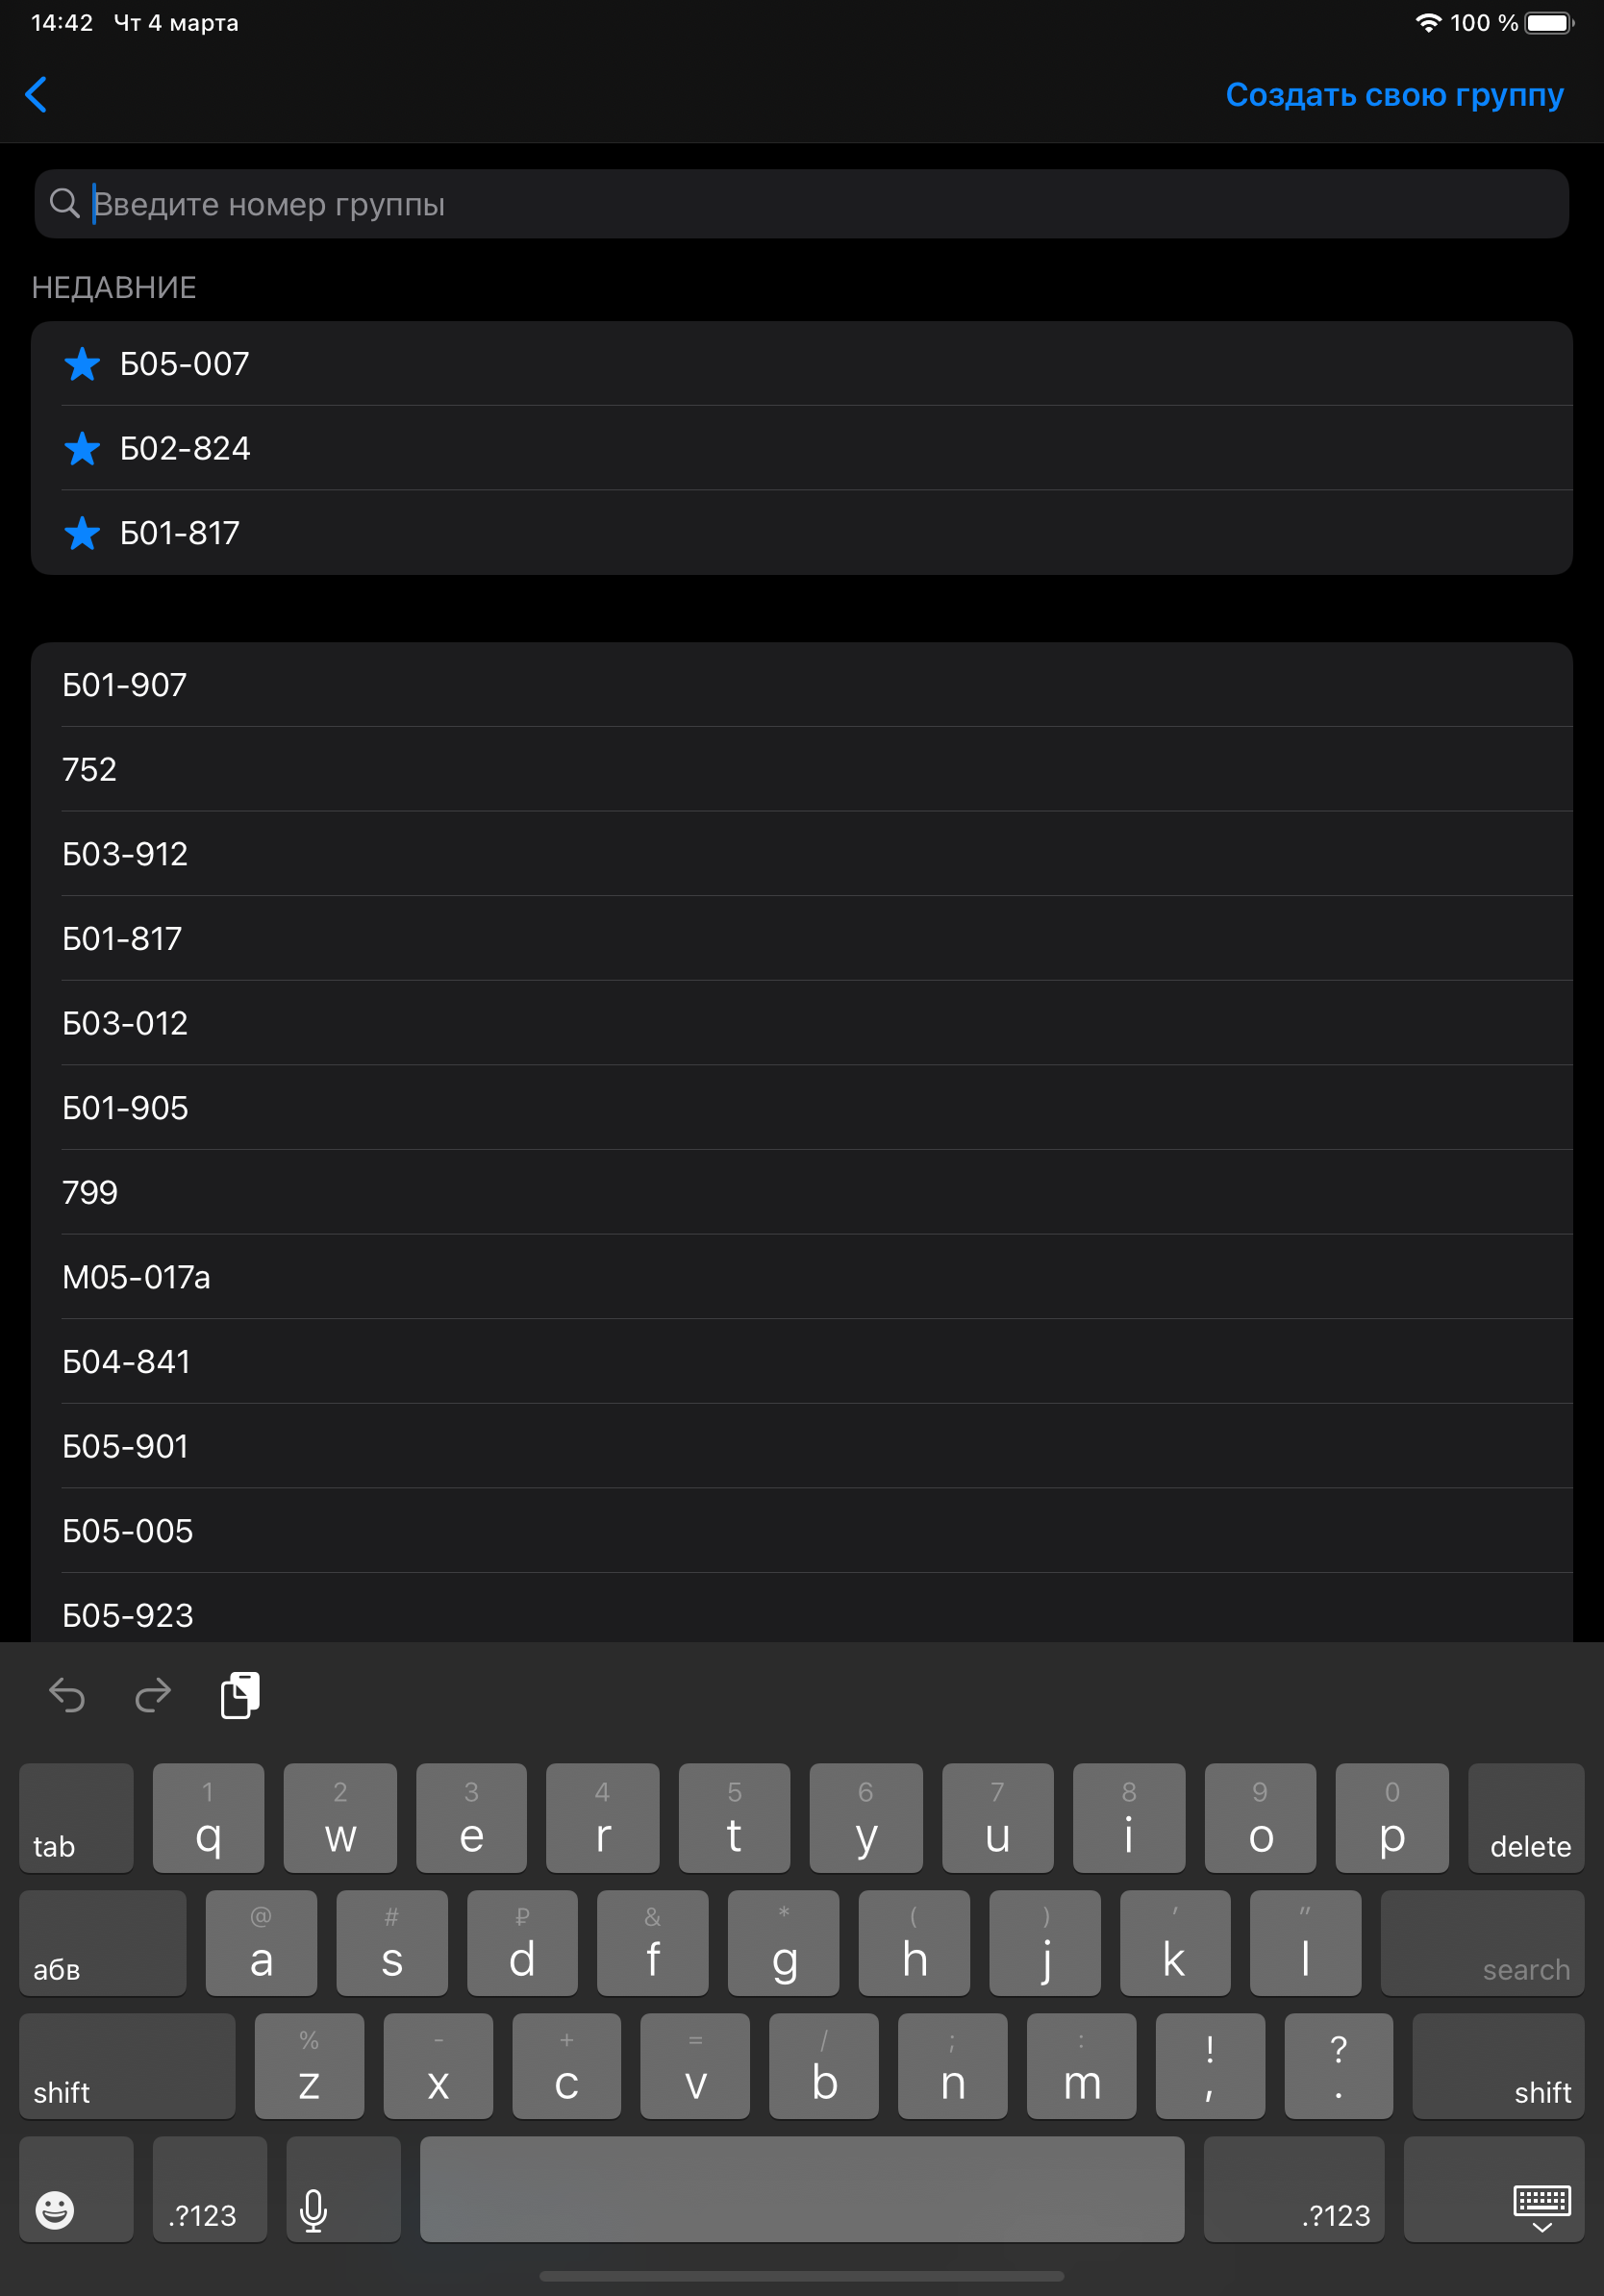 14:42 Чт 4 марта 100 %
Создать свою группу
Введите номер группы
НЕДАВНИЕ
Б05-007
Б02-824
Б01-817
Б01-907
752
Б03-912
Б01-817
Б03-012
Б01-905
799
М05-017а
Б04-841
Б05-901
Б05-005
Б05-923
1 2 3 4 5 6 7 8 9 0
tab q w e r t y u i o p delete
@ # ₽ & * ( ) ' "
абв a s d f g h j k l search
% - + = / ; : ! ?
shift z x c v b n m , . shift
.?123 .?123